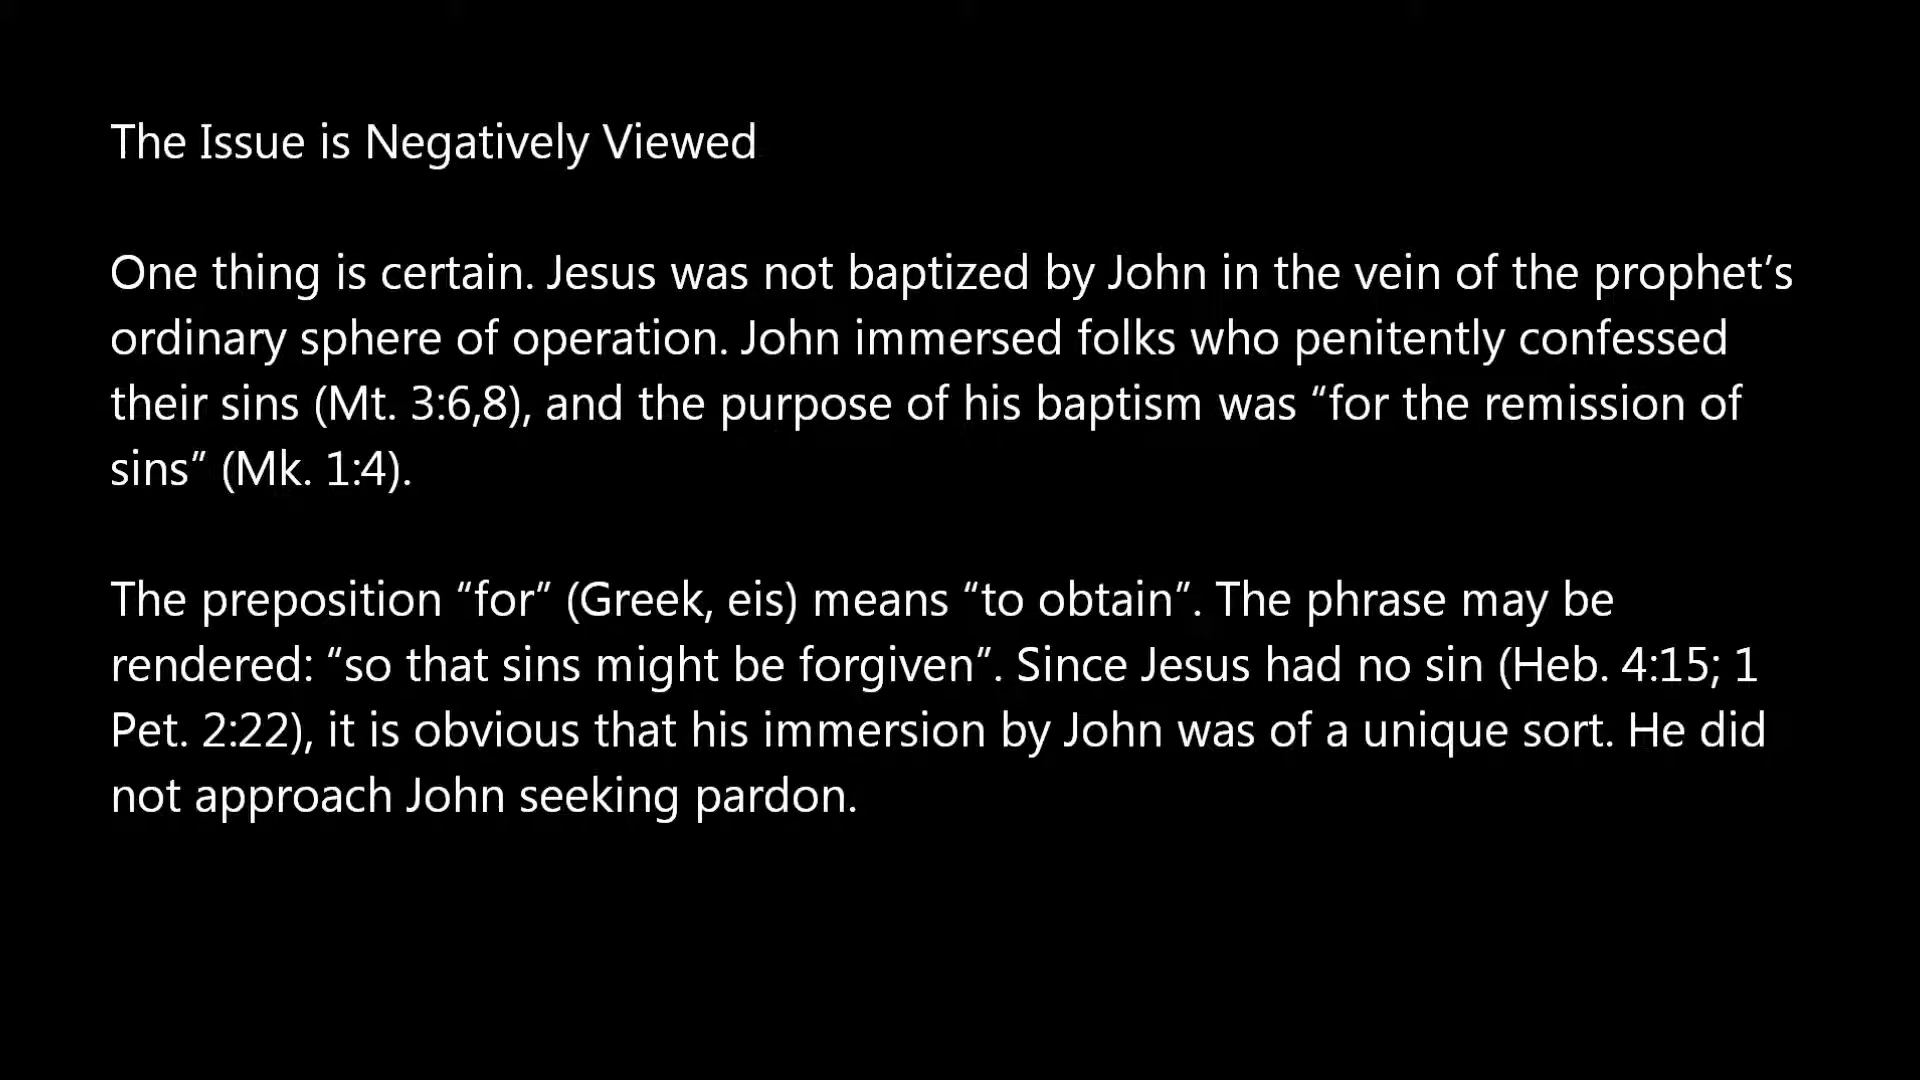 The Issue is Negatively Viewed
One thing is certain. Jesus was not baptized by John in the vein of the prophet’s
ordinary sphere of operation. John immersed folks who penitently confessed
their sins (Mt. 3:6,8), and the purpose of his baptism was “for the remission of
sins” (Mk. 1:4).
The preposition “for” (Greek, eis) means “to obtain”. The phrase may be
rendered: “so that sins might be forgiven”. Since Jesus had no sin (Heb. 4:15; 1
Pet. 2:22), it is obvious that his immersion by John was of a unique sort. He did
not approach John seeking pardon.